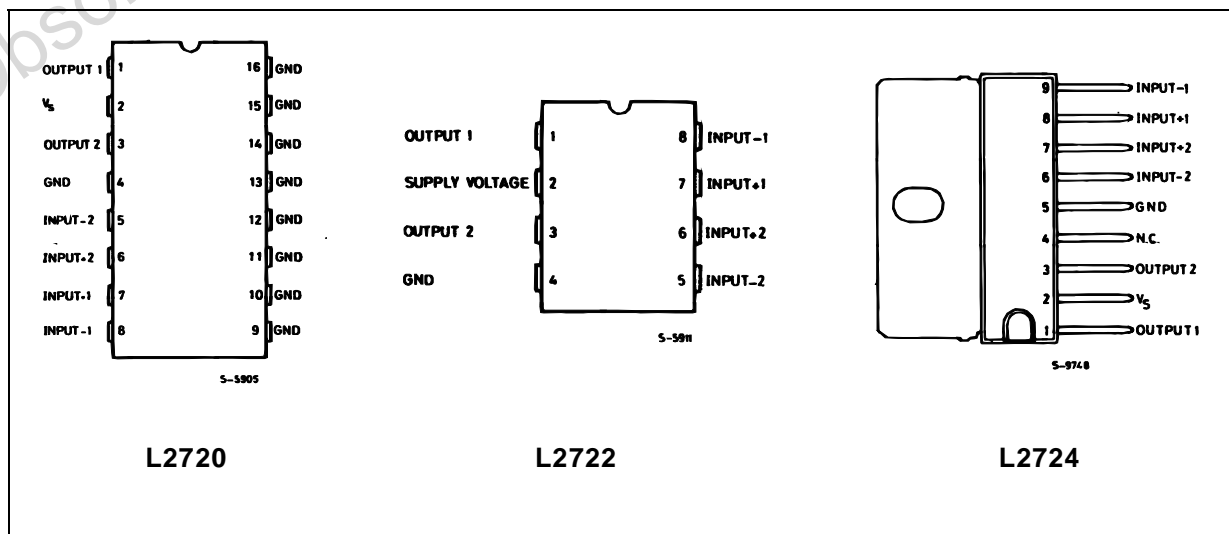 bsol
OUTPUT 1 1 16 GND
VS 2 15 GND
OUTPUT 2 3 14 GND
GND 4 13 GND
INPUT-2 5 12 GND
INPUT+2 6 11 GND
INPUT+1 7 10 GND
INPUT-1 8 9 GND
S-5905
L2720
OUTPUT 1 1 8 INPUT-1
SUPPLY VOLTAGE 2 7 INPUT+1
OUTPUT 2 3 6 INPUT+2
GND 4 5 INPUT-2
S-5911
L2722
9 INPUT-1
8 INPUT+1
7 INPUT+2
6 INPUT-2
5 GND
4 N.C.
3 OUTPUT 2
2 VS
1 OUTPUT 1
S-9748
L2724